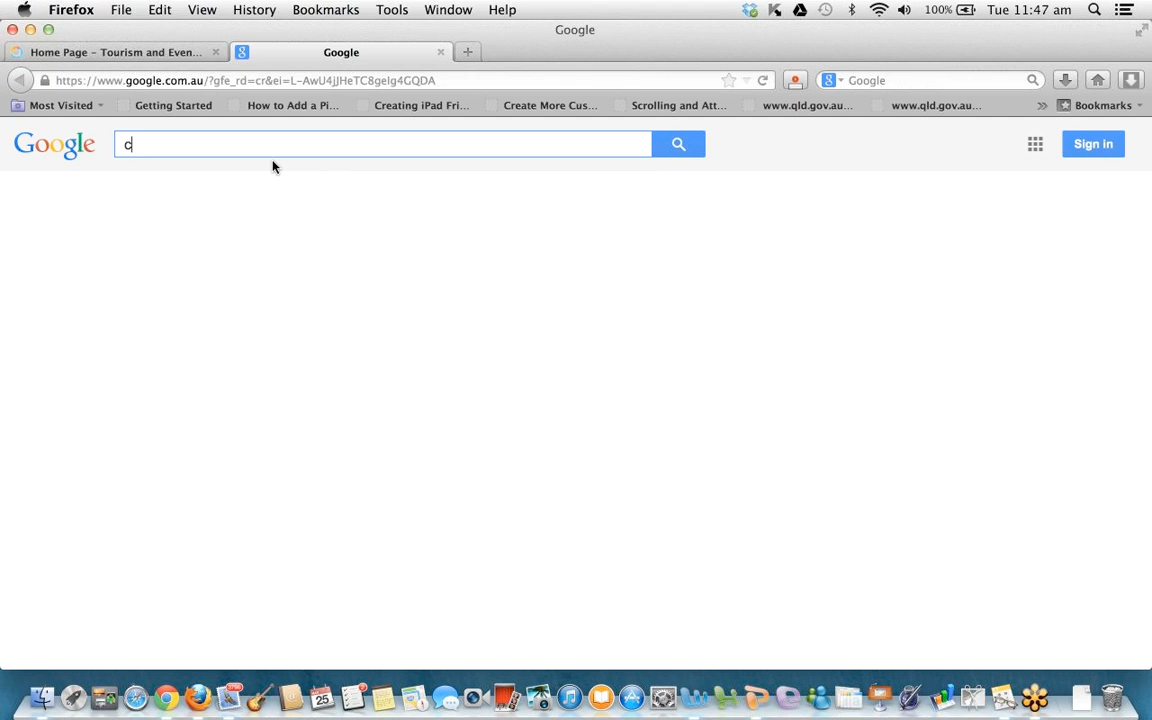 Firefox File Edit View History Bookmarks Tools Window Help 100% Tue 11:47 am
Google
Home Page – Tourism and Even... Google
https://www.google.com.au/?gfe_rd=cr&ei=L-AwU4jJHeTC8geIg4GQDA Google
Most Visited Getting Started How to Add a Pi... Creating iPad Fri... Create More Cus... Scrolling and Att... www.qld.gov.au... www.qld.gov.au... Bookmarks
Google c Sign in
25